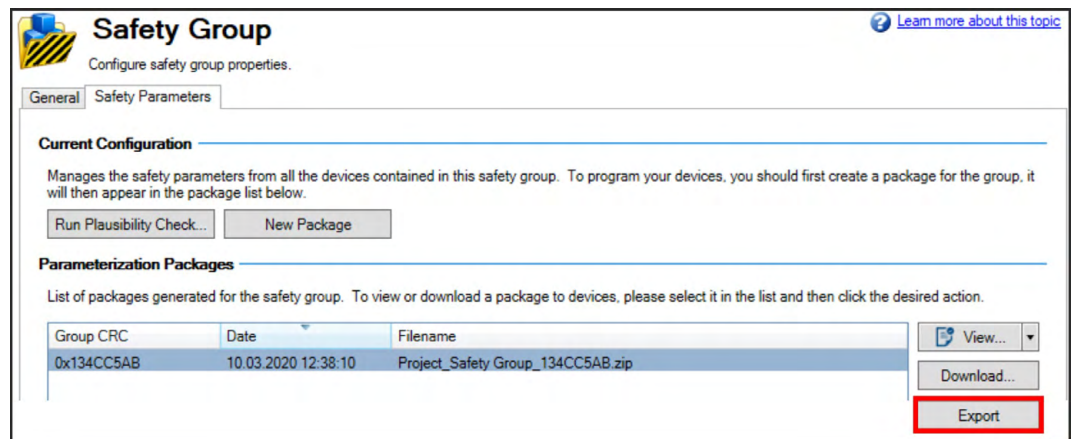 Safety Group
Learn more about this topic
Configure safety group properties.
General Safety Parameters
Current Configuration
Manages the safety parameters from all the devices contained in this safety group. To program your devices, you should first create a package for the group, it
will then appear in the package list below.
Run Plausibility Check... New Package
Parameterization Packages
List of packages generated for the safety group. To view or download a package to devices, please select it in the list and then click the desired action.
Group CRC Date Filename
View...
0x134CC5AB 10.03.2020 12:38:10 Project_Safety Group_134CC5AB.zip
Download...
Export